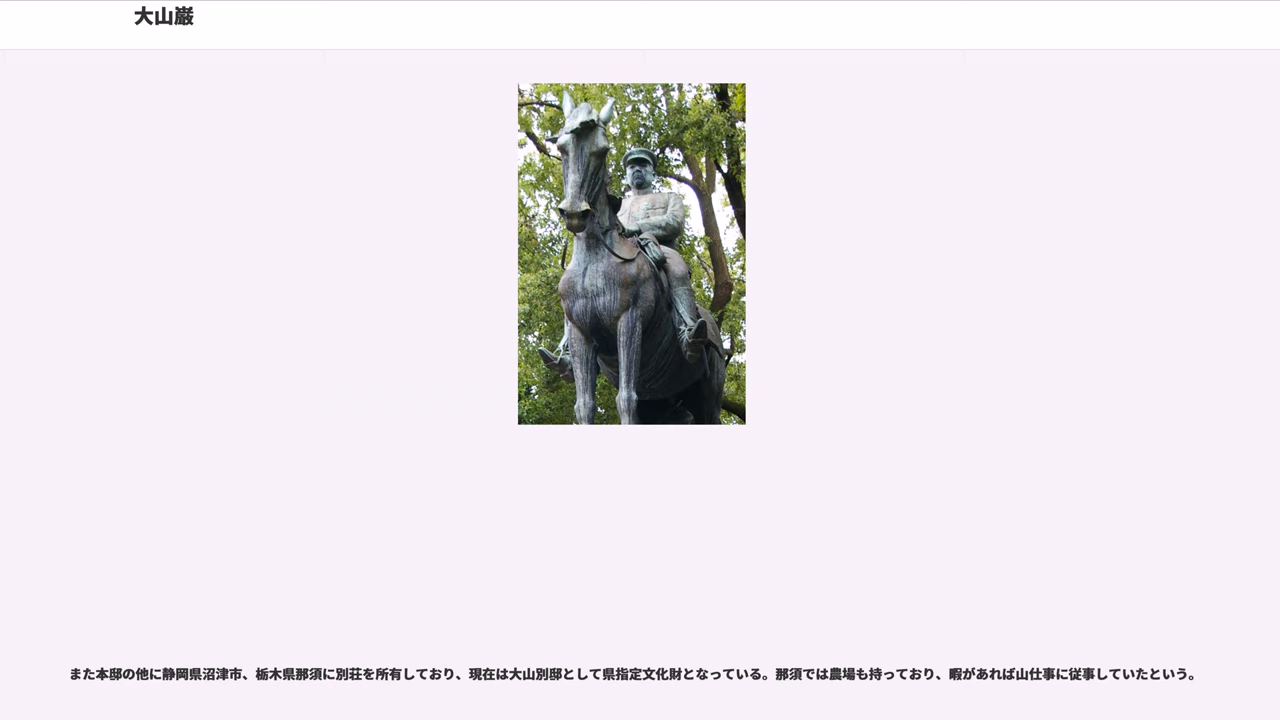 大山巌
また本邸の他に静岡県沼津市、栃木県那須に別荘を所有しており、現在は大山別邸として県指定文化財となっている。那須では農場も持っており、暇があれば山仕事に従事していたという。